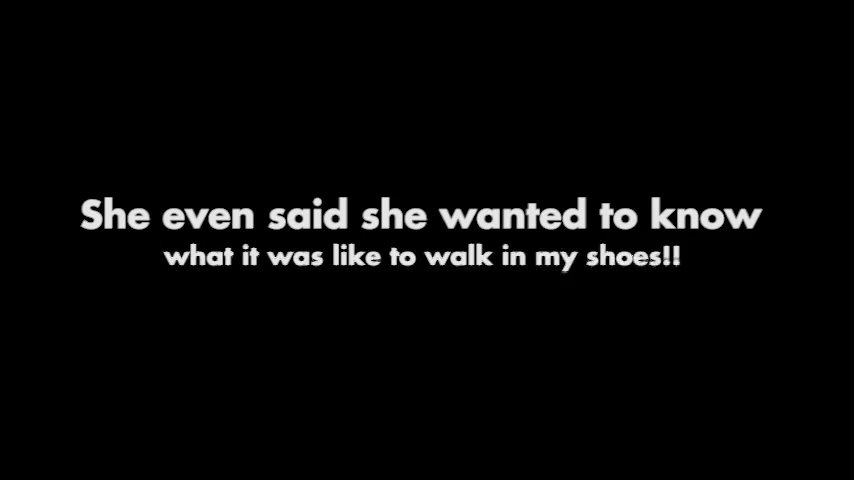 She even said she wanted to know
what it was like to walk in my shoes!!